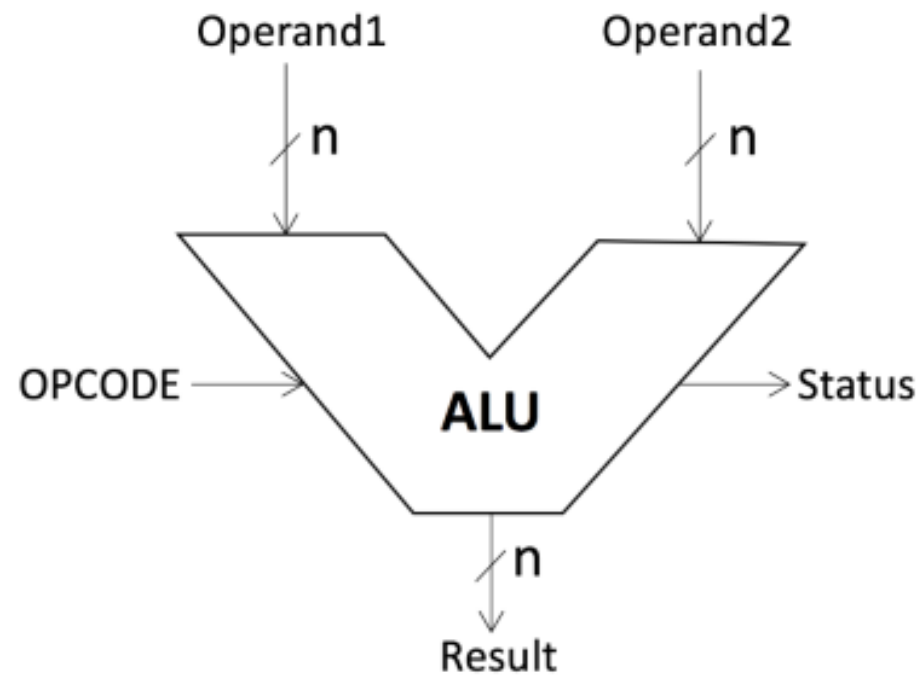 Operand1
Operand2
n
n
OPCODE
ALU
Status
n
Result